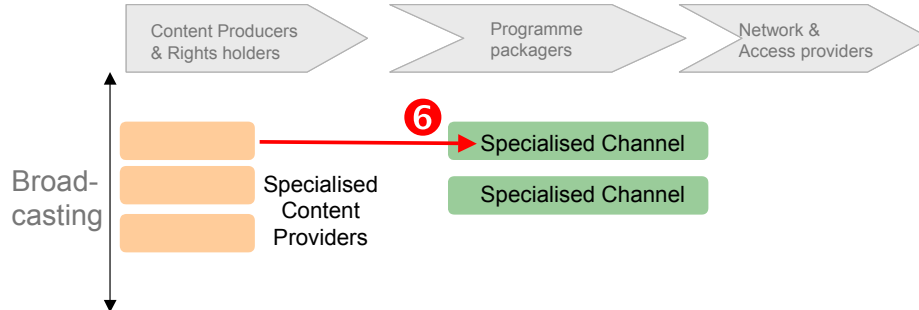 Content Producers
& Rights holders
Programme
packagers
Network &
Access providers
6
Specialised Channel
Broad-
casting
Specialised
Content
Providers
Specialised Channel